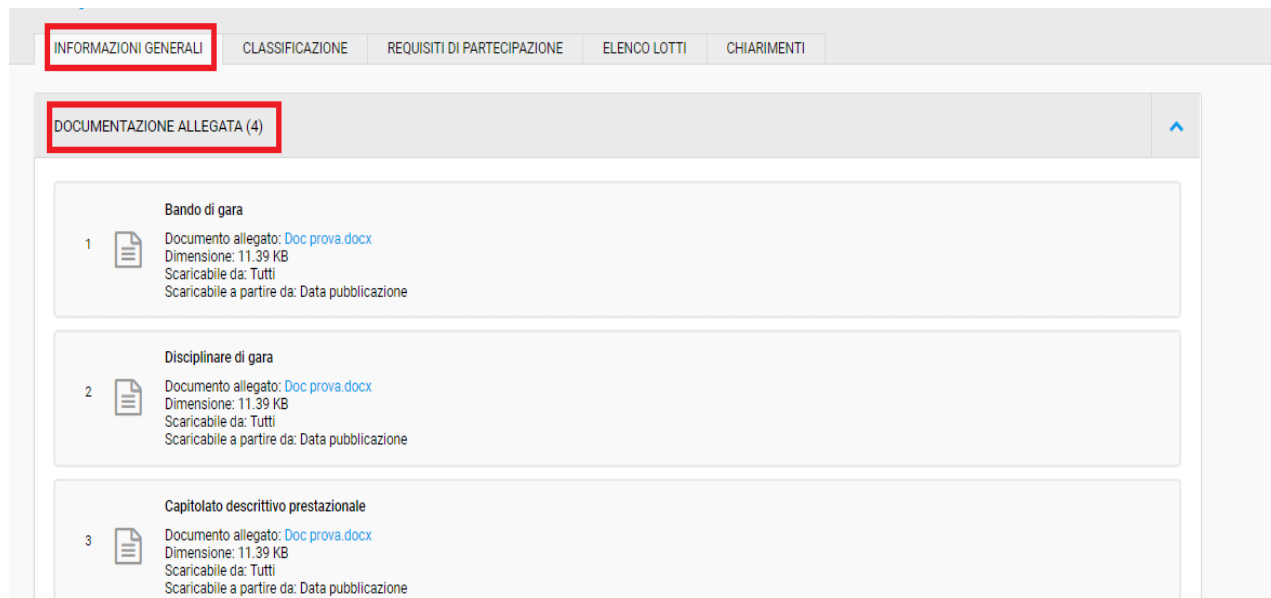 INFORMAZIONI GENERALI CLASSIFICAZIONE REQUISITI DI PARTECIPAZIONE ELENCO LOTTI CHIARIMENTI
DOCUMENTAZIONE ALLEGATA (4)
Bando di gara
1
Documento allegato: Doc prova.docx
Dimensione: 11.39 KB
Scaricabile da: Tutti
Scaricabile a partire da: Data pubblicazione
Disciplinare di gara
2
Documento allegato: Doc prova.docx
Dimensione: 11.39 KB
Scaricabile da: Tutti
Scaricabile a partire da: Data pubblicazione
Capitolato descrittivo prestazionale
3
Documento allegato: Doc prova.docx
Dimensione: 11.39 KB
Scaricabile da: Tutti
Scaricabile a partire da: Data pubblicazione